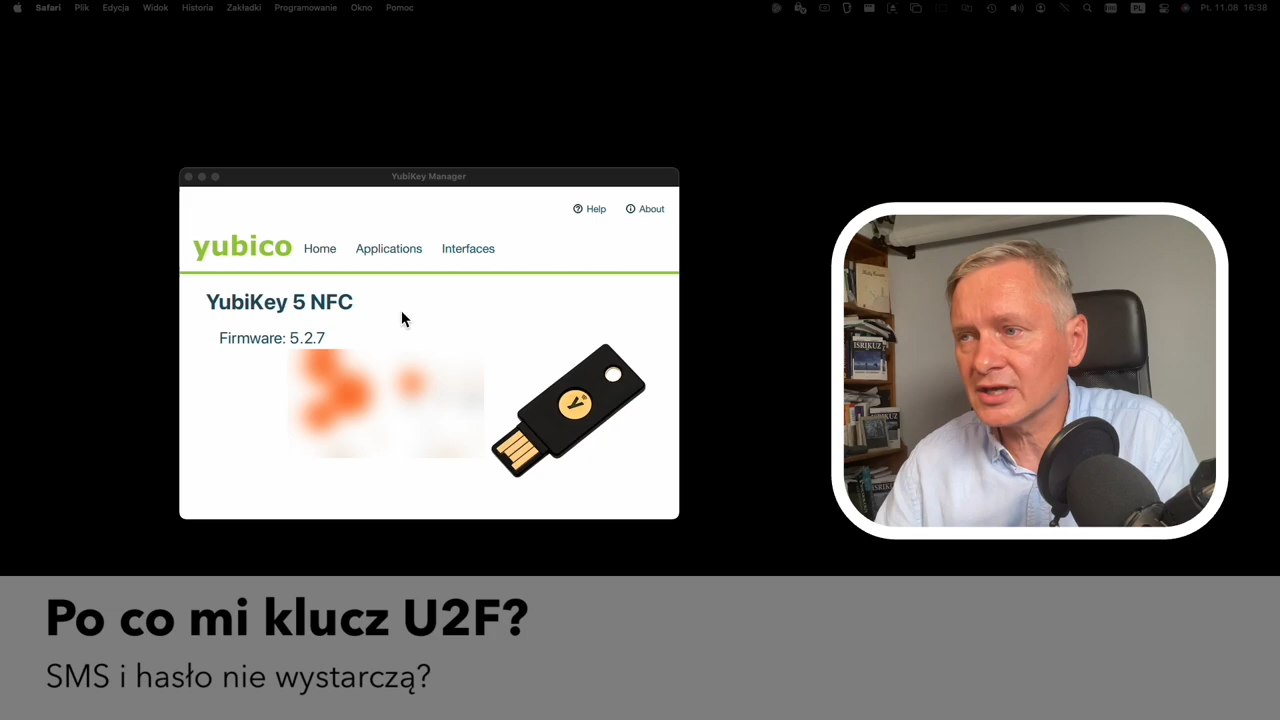 Safari Plik Edycja Widok Historia Zakładki Programowanie Okno Pomoc PL Pt. 11.08 16:38
YubiKey Manager
Help About
yubico Home Applications Interfaces
YubiKey 5 NFC
Firmware: 5.2.7
y
ISRIKUZ
Po co mi klucz U2F?
SMS i hasło nie wystarczą?